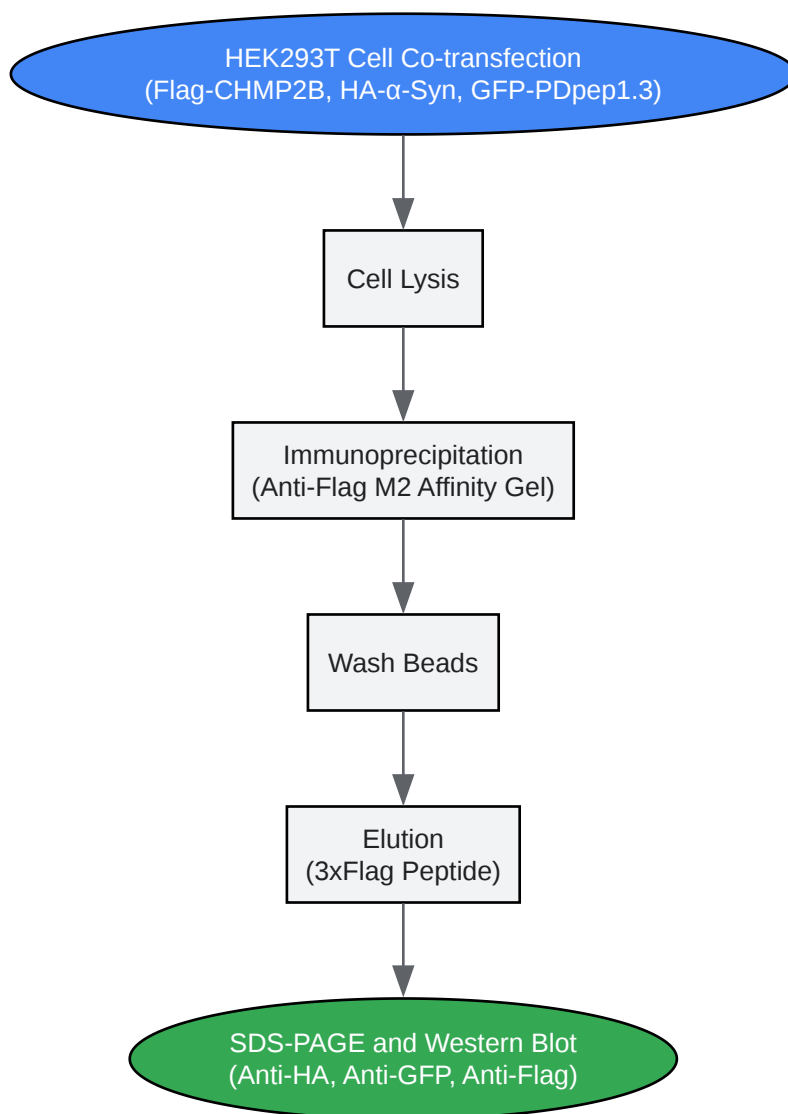 HEK293T Cell Co-transfection
(Flag-CHMP2B, HA-α-Syn, GFP-PDpep1.3)
Cell Lysis
Immunoprecipitation
(Anti-Flag M2 Affinity Gel)
Wash Beads
Elution
(3xFlag Peptide)
SDS-PAGE and Western Blot
(Anti-HA, Anti-GFP, Anti-Flag)